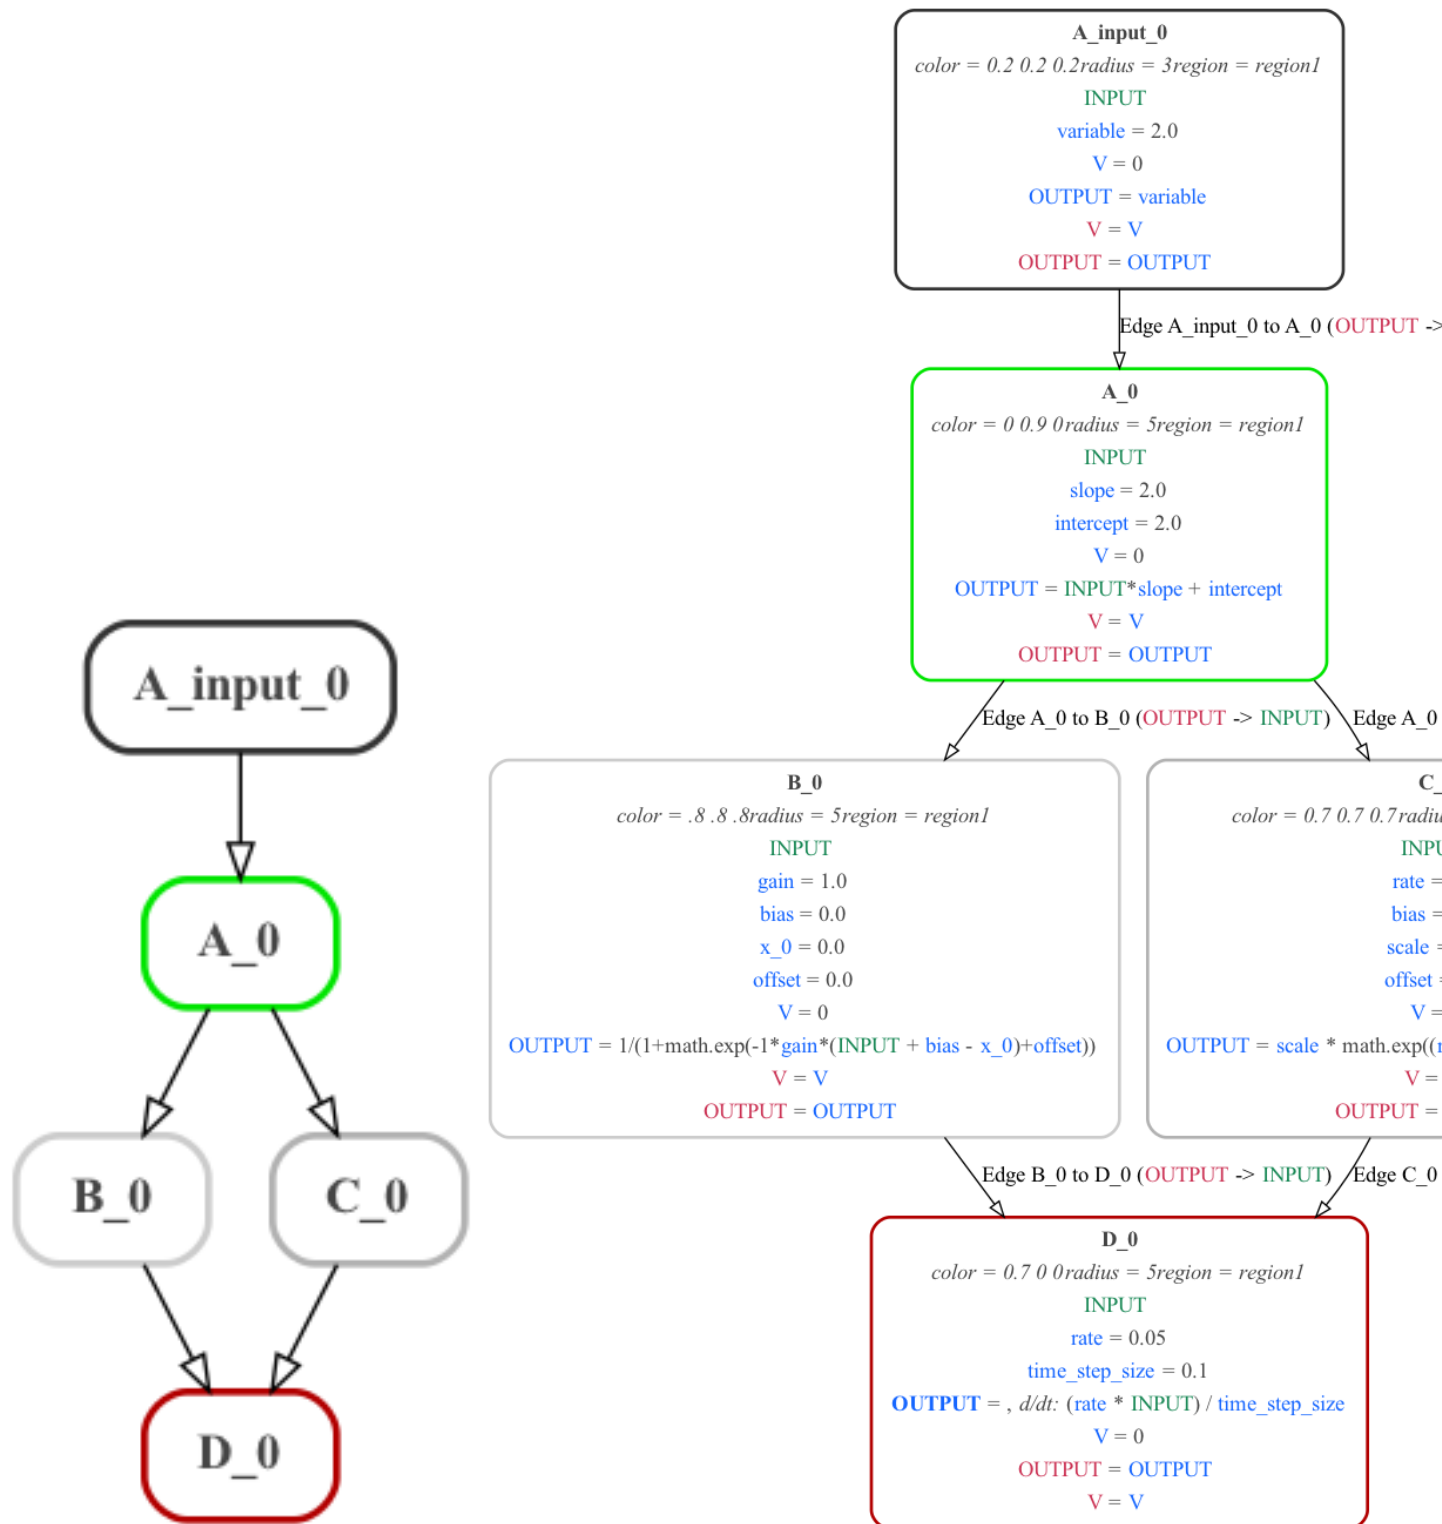 A_input_0
A_0
B_0
C_0
D_0
A_input_0
color = 0.2 0.2 0.2radius = 3region = region1
INPUT
variable = 2.0
V = 0
OUTPUT = variable
V = V
OUTPUT = OUTPUT
Edge A_input_0 to A_0 (OUTPUT ->
A_0
color = 0 0.9 0radius = 5region = region1
INPUT
slope = 2.0
intercept = 2.0
V = 0
OUTPUT = INPUT*slope + intercept
V = V
OUTPUT = OUTPUT
Edge A_0 to B_0 (OUTPUT -> INPUT)
Edge A_0
B_0
color = .8 .8 .8radius = 5region = region1
INPUT
gain = 1.0
bias = 0.0
x_0 = 0.0
offset = 0.0
V = 0
OUTPUT = 1/(1+math.exp(-1*gain*(INPUT + bias - x_0)+offset))
V = V
OUTPUT = OUTPUT
C_
color = 0.7 0.7 0.7
rate =
bias =
scale =
offset =
V =
OUTPUT = scale * math.exp((
V =
OUTPUT =
Edge B_0 to D_0 (OUTPUT -> INPUT)
Edge C_0
D_0
color = 0.7 0 0radius = 5region = region1
INPUT
rate = 0.05
time_step_size = 0.1
OUTPUT = , d/dt: (rate * INPUT) / time_step_size
V = 0
OUTPUT = OUTPUT
V = V